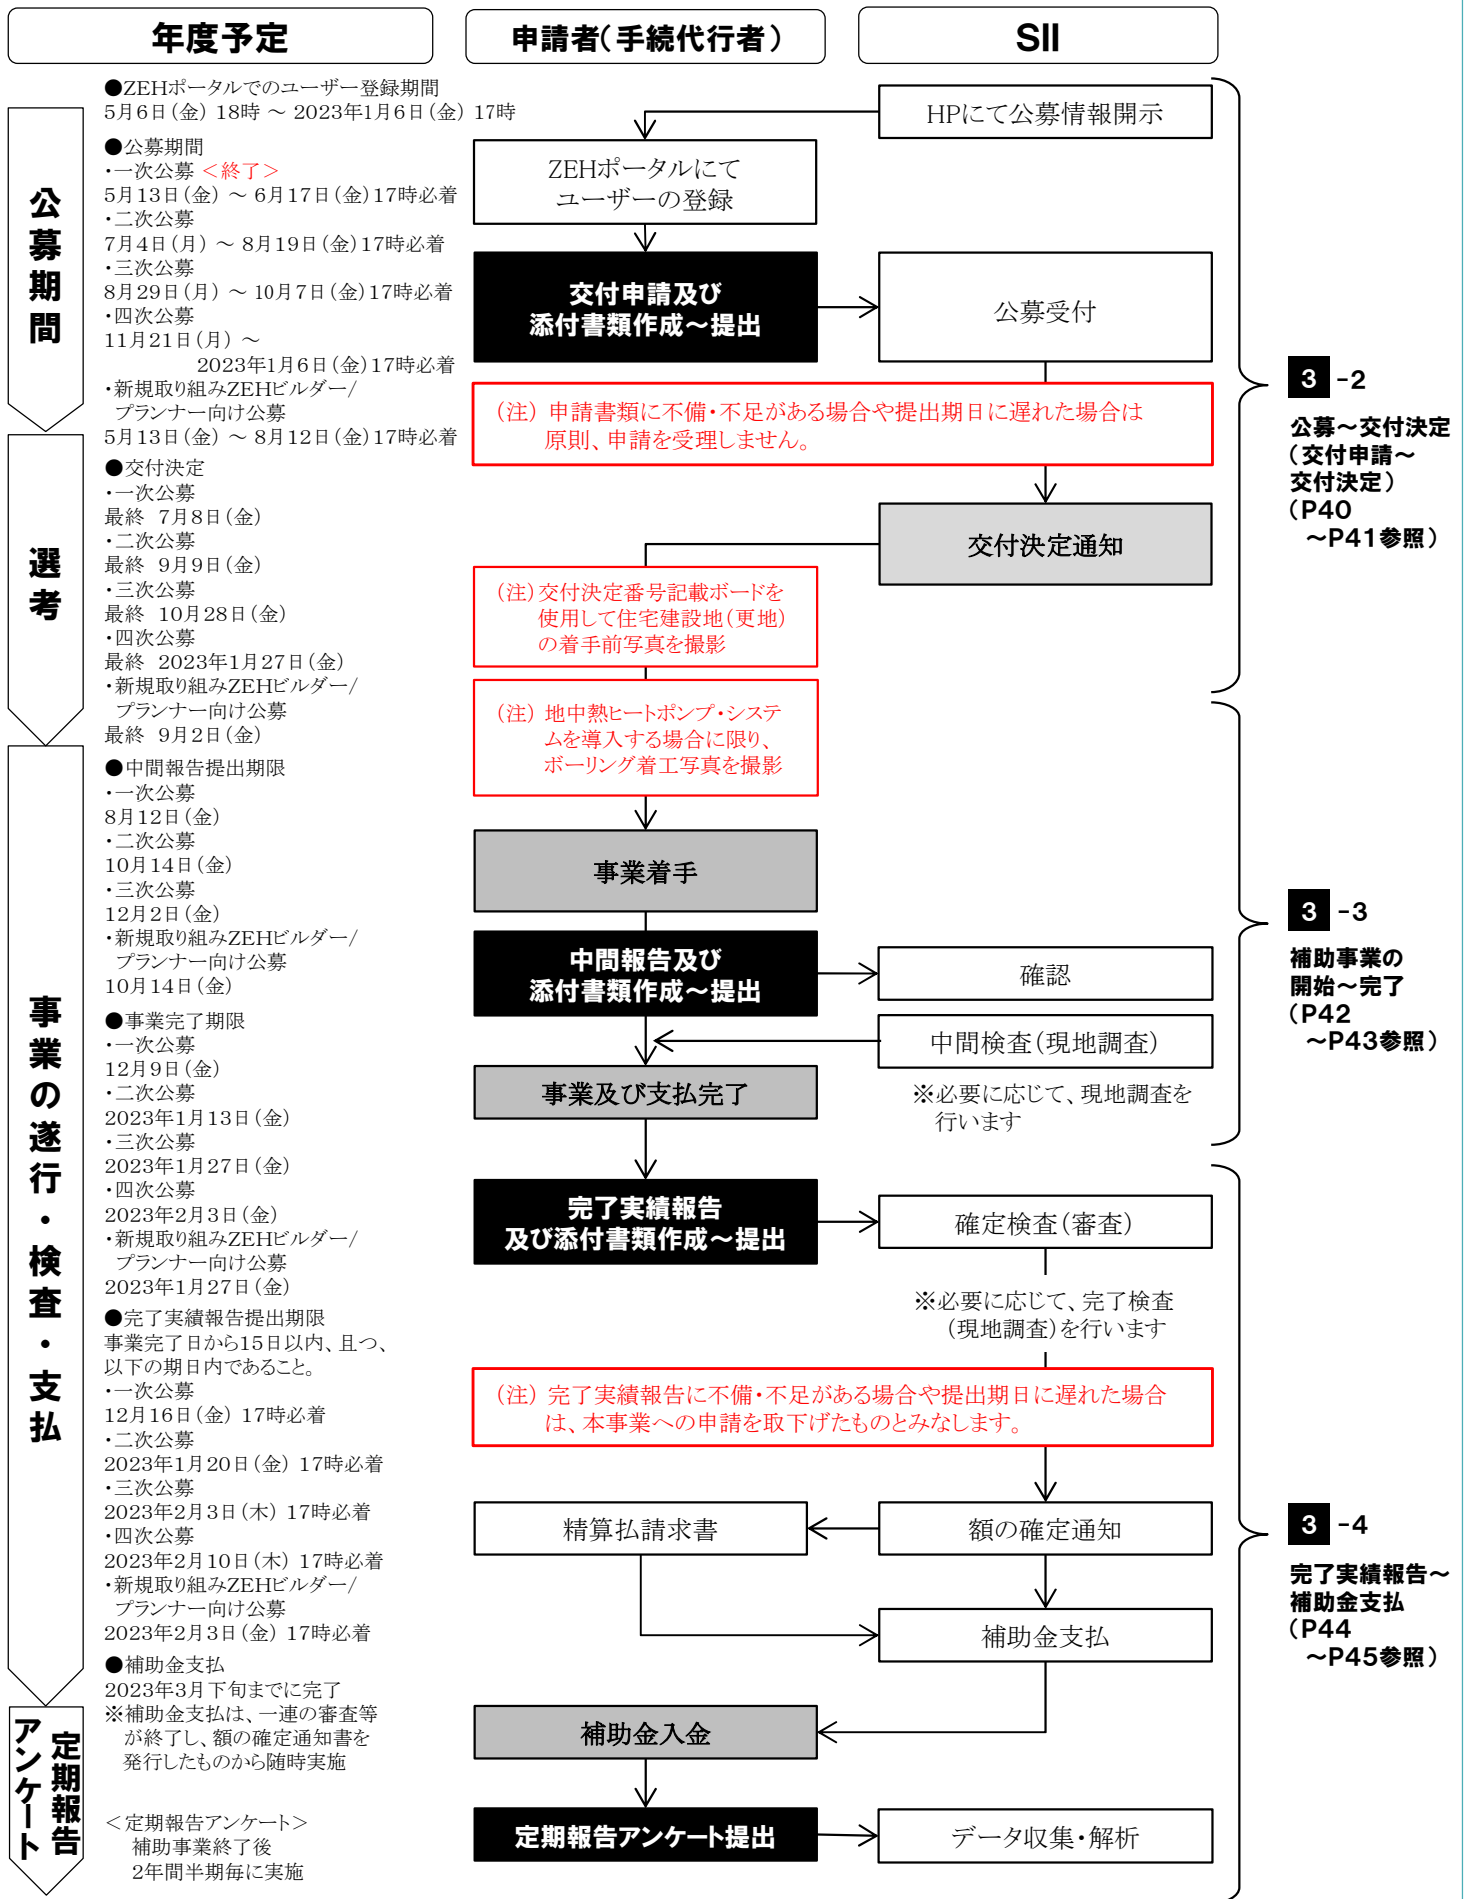 年度予定
申請者(手続代行者)
SII
公募期間
選考
事業の遂行・検査・支払
定期報告
アンケート
●ZEHポータルでのユーザー登録期間
5月6日(金) 18時 ～ 2023年1月6日(金) 17時
●公募期間
・一次公募 <終了>
5月13日(金) ～ 6月17日(金)17時必着
・二次公募
7月4日(月) ～ 8月19日(金)17時必着
・三次公募
8月29日(月) ～ 10月7日(金)17時必着
・四次公募
11月21日(月) ～
2023年1月6日(金)17時必着
・新規取り組みZEHビルダー/
プランナー向け公募
5月13日(金) ～ 8月12日(金)17時必着
●交付決定
・一次公募
最終 7月8日(金)
・二次公募
最終 9月9日(金)
・三次公募
最終 10月28日(金)
・四次公募
最終 2023年1月27日(金)
・新規取り組みZEHビルダー/
プランナー向け公募
最終 9月2日(金)
●中間報告提出期限
・一次公募
8月12日(金)
・二次公募
10月14日(金)
・三次公募
12月2日(金)
・新規取り組みZEHビルダー/
プランナー向け公募
10月14日(金)
●事業完了期限
・一次公募
12月9日(金)
・二次公募
2023年1月13日(金)
・三次公募
2023年1月27日(金)
・四次公募
2023年2月3日(金)
・新規取り組みZEHビルダー/
プランナー向け公募
2023年1月27日(金)
●完了実績報告提出期限
事業完了日から15日以内、且つ、
以下の期日内であること。
・一次公募
12月16日(金) 17時必着
・二次公募
2023年1月20日(金) 17時必着
・三次公募
2023年2月3日(木) 17時必着
・四次公募
2023年2月10日(木) 17時必着
・新規取り組みZEHビルダー/
プランナー向け公募
2023年2月3日(金) 17時必着
●補助金支払
2023年3月下旬までに完了
※補助金支払は、一連の審査等
が終了し、額の確定通知書を
発行したものから随時実施
<定期報告アンケート>
補助事業終了後
2年間半期毎に実施
HPにて公募情報開示
ZEHポータルにて
ユーザーの登録
交付申請及び
添付書類作成～提出
公募受付
(注) 申請書類に不備・不足がある場合や提出期日に遅れた場合は
原則、申請を受理しません。
交付決定通知
(注)交付決定番号記載ボードを
使用して住宅建設地(更地)
の着手前写真を撮影
(注) 地中熱ヒートポンプ・システ
ムを導入する場合に限り、
ボーリング着工写真を撮影
事業着手
中間報告及び
添付書類作成～提出
確認
中間検査(現地調査)
事業及び支払完了
※必要に応じて、現地調査を
行います
完了実績報告
及び添付書類作成～提出
確定検査(審査)
※必要に応じて、完了検査
(現地調査)を行います
(注) 完了実績報告に不備・不足がある場合や提出期日に遅れた場合
は、本事業への申請を取下げたものとみなします。
精算払請求書
額の確定通知
補助金支払
補助金入金
定期報告アンケート提出
データ収集・解析
3 -2
公募～交付決定
(交付申請～
交付決定)
(P40
～P41参照)
3 -3
補助事業の
開始～完了
(P42
～P43参照)
3 -4
完了実績報告～
補助金支払
(P44
～P45参照)